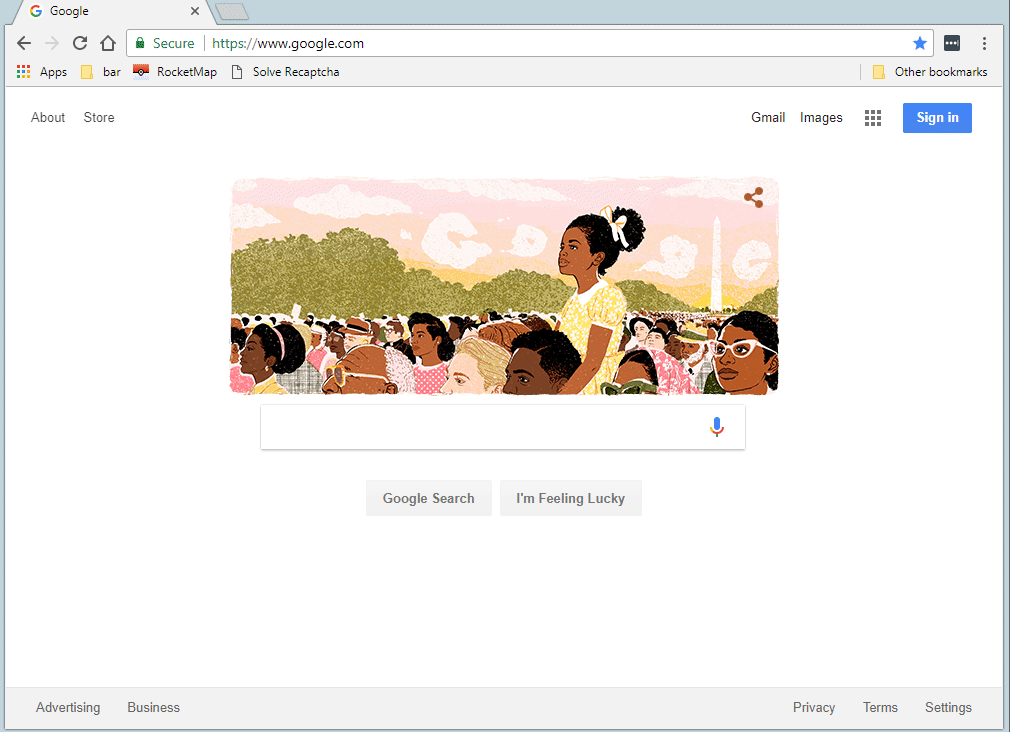 Google
Secure https://www.google.com
Apps bar RocketMap Solve Recaptcha Other bookmarks
About Store Gmail Images Sign in
Google Search I'm Feeling Lucky
Advertising Business Privacy Terms Settings